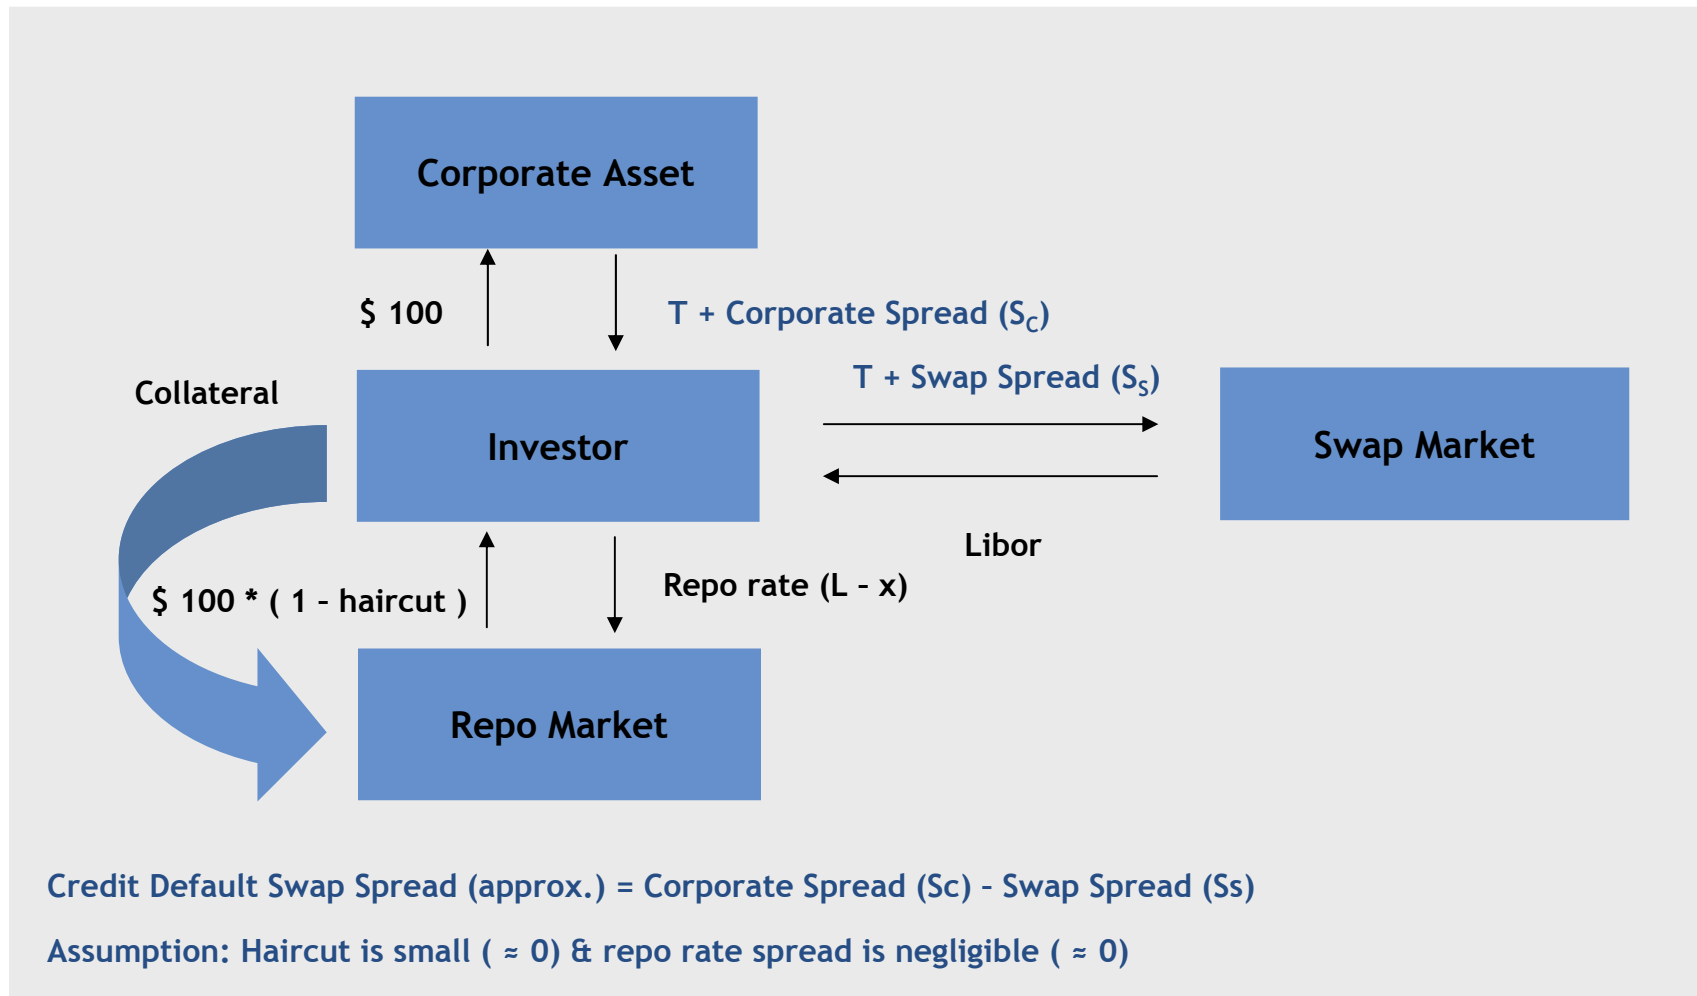 Corporate Asset
$ 100
T + Corporate Spread (SC)
T + Swap Spread (SS)
Collateral
Investor
Swap Market
Libor
Repo rate (L – x)
$ 100 * ( 1 – haircut )
Repo Market
Credit Default Swap Spread (approx.) = Corporate Spread (Sc) – Swap Spread (Ss)
Assumption: Haircut is small ( ≈ 0) & repo rate spread is negligible ( ≈ 0)